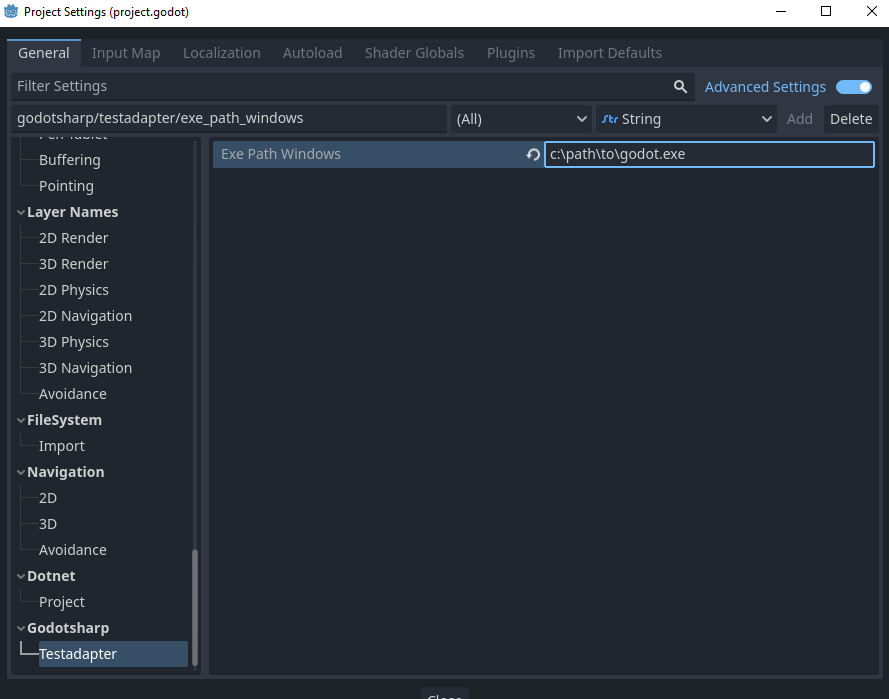 Project Settings (project.godot)
General Input Map Localization Autoload Shader Globals Plugins Import Defaults
Filter Settings Advanced Settings
godotsharp/testadapter/exe_path_windows (All) String Add Delete
Pen Tablet
Buffering
Pointing
Layer Names
2D Render
3D Render
2D Physics
2D Navigation
3D Physics
3D Navigation
Avoidance
FileSystem
Import
Navigation
2D
3D
Avoidance
Dotnet
Project
Godotsharp
Testadapter
Exe Path Windows c:\path\to\godot.exe
Close